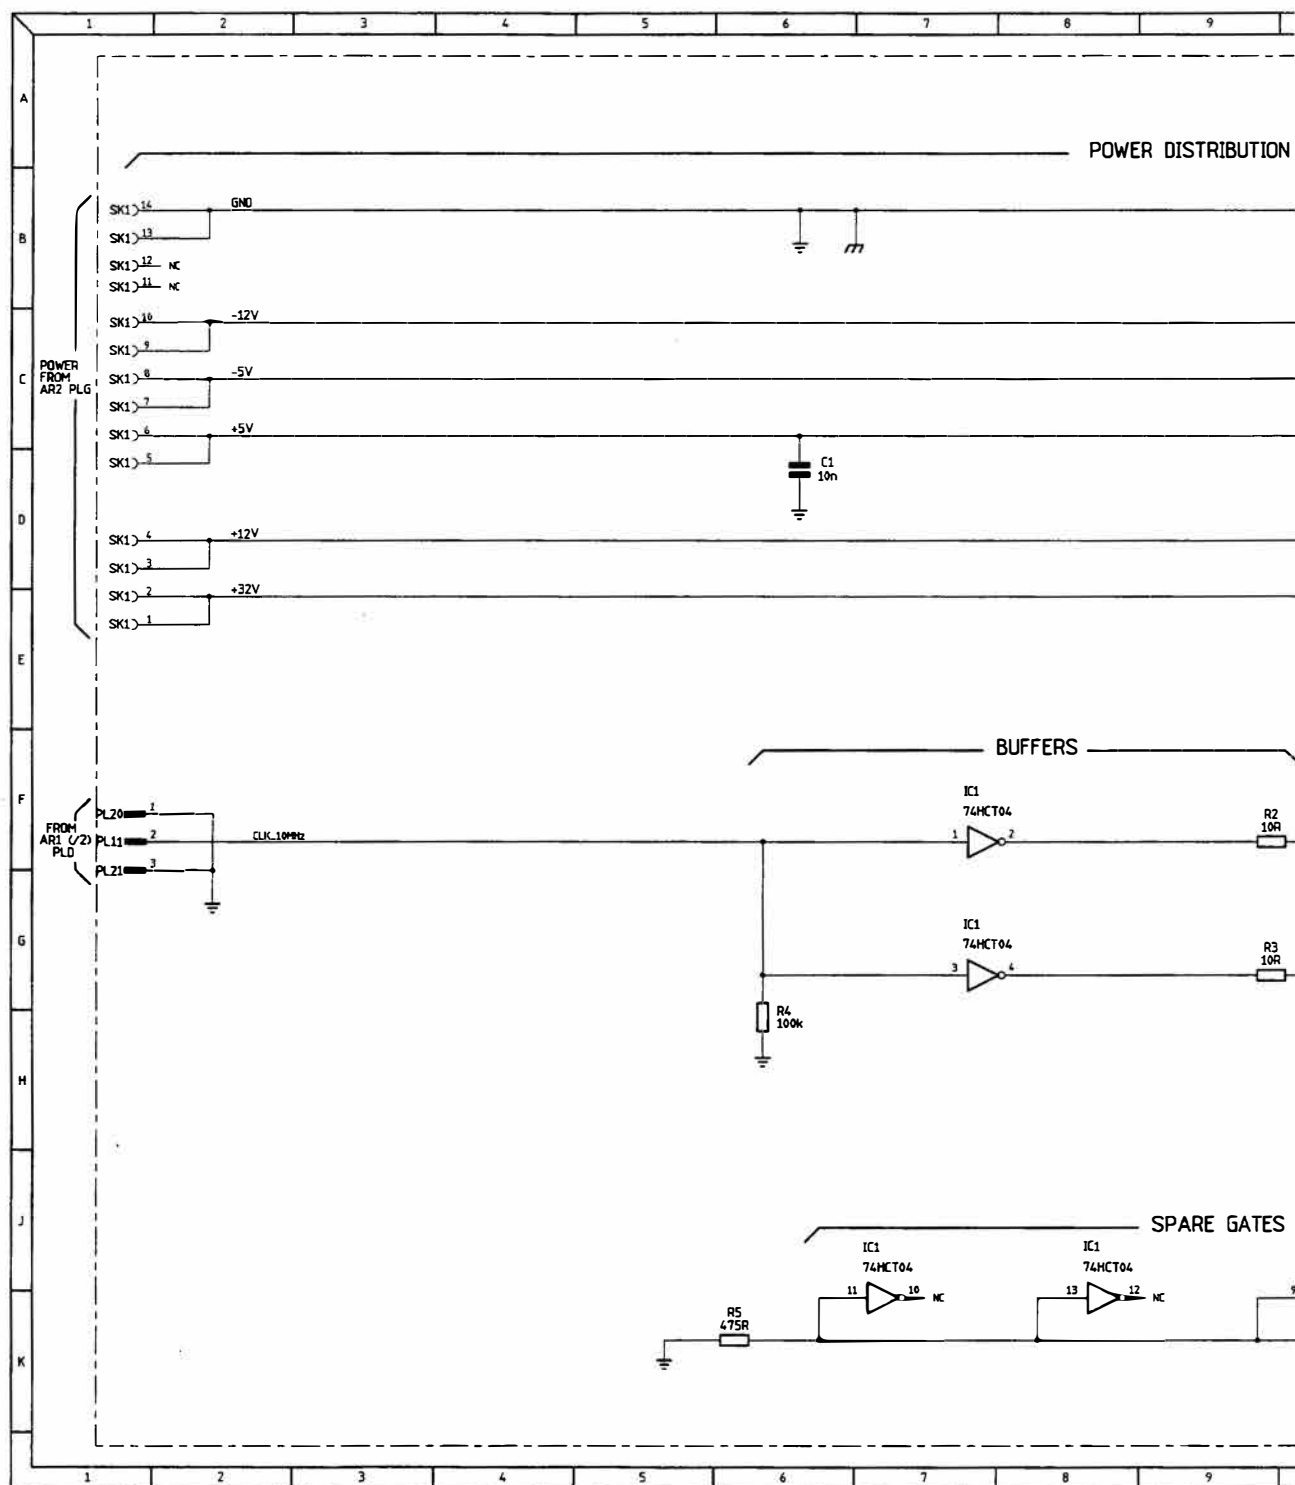 1 2 3 4 5 6 7 8 9
A
POWER DISTRIBUTION
SK1 14 GND
B
SK1 13
SK1 12 NC
SK1 11 NC
SK1 10 -12V
SK1 9
POWER
FROM
AR2 PLG
C
SK1 8 -5V
SK1 7
SK1 6 +5V
SK1 5
C1
10n
D
SK1 4 +12V
SK1 3
SK1 2 +32V
SK1 1
E
BUFFERS
F
FROM
AR1 (/2)
PLD
PL20 1
PL11 2 CLK_10MHz
PL21 3
IC1
74HCT04
1 2
R2
10R
G
IC1
74HCT04
3 4
R3
10R
R4
100k
H
J
SPARE GATES
IC1
74HCT04
11 10 NC
IC1
74HCT04
13 12 NC
9
R5
475R
K
1 2 3 4 5 6 7 8 9